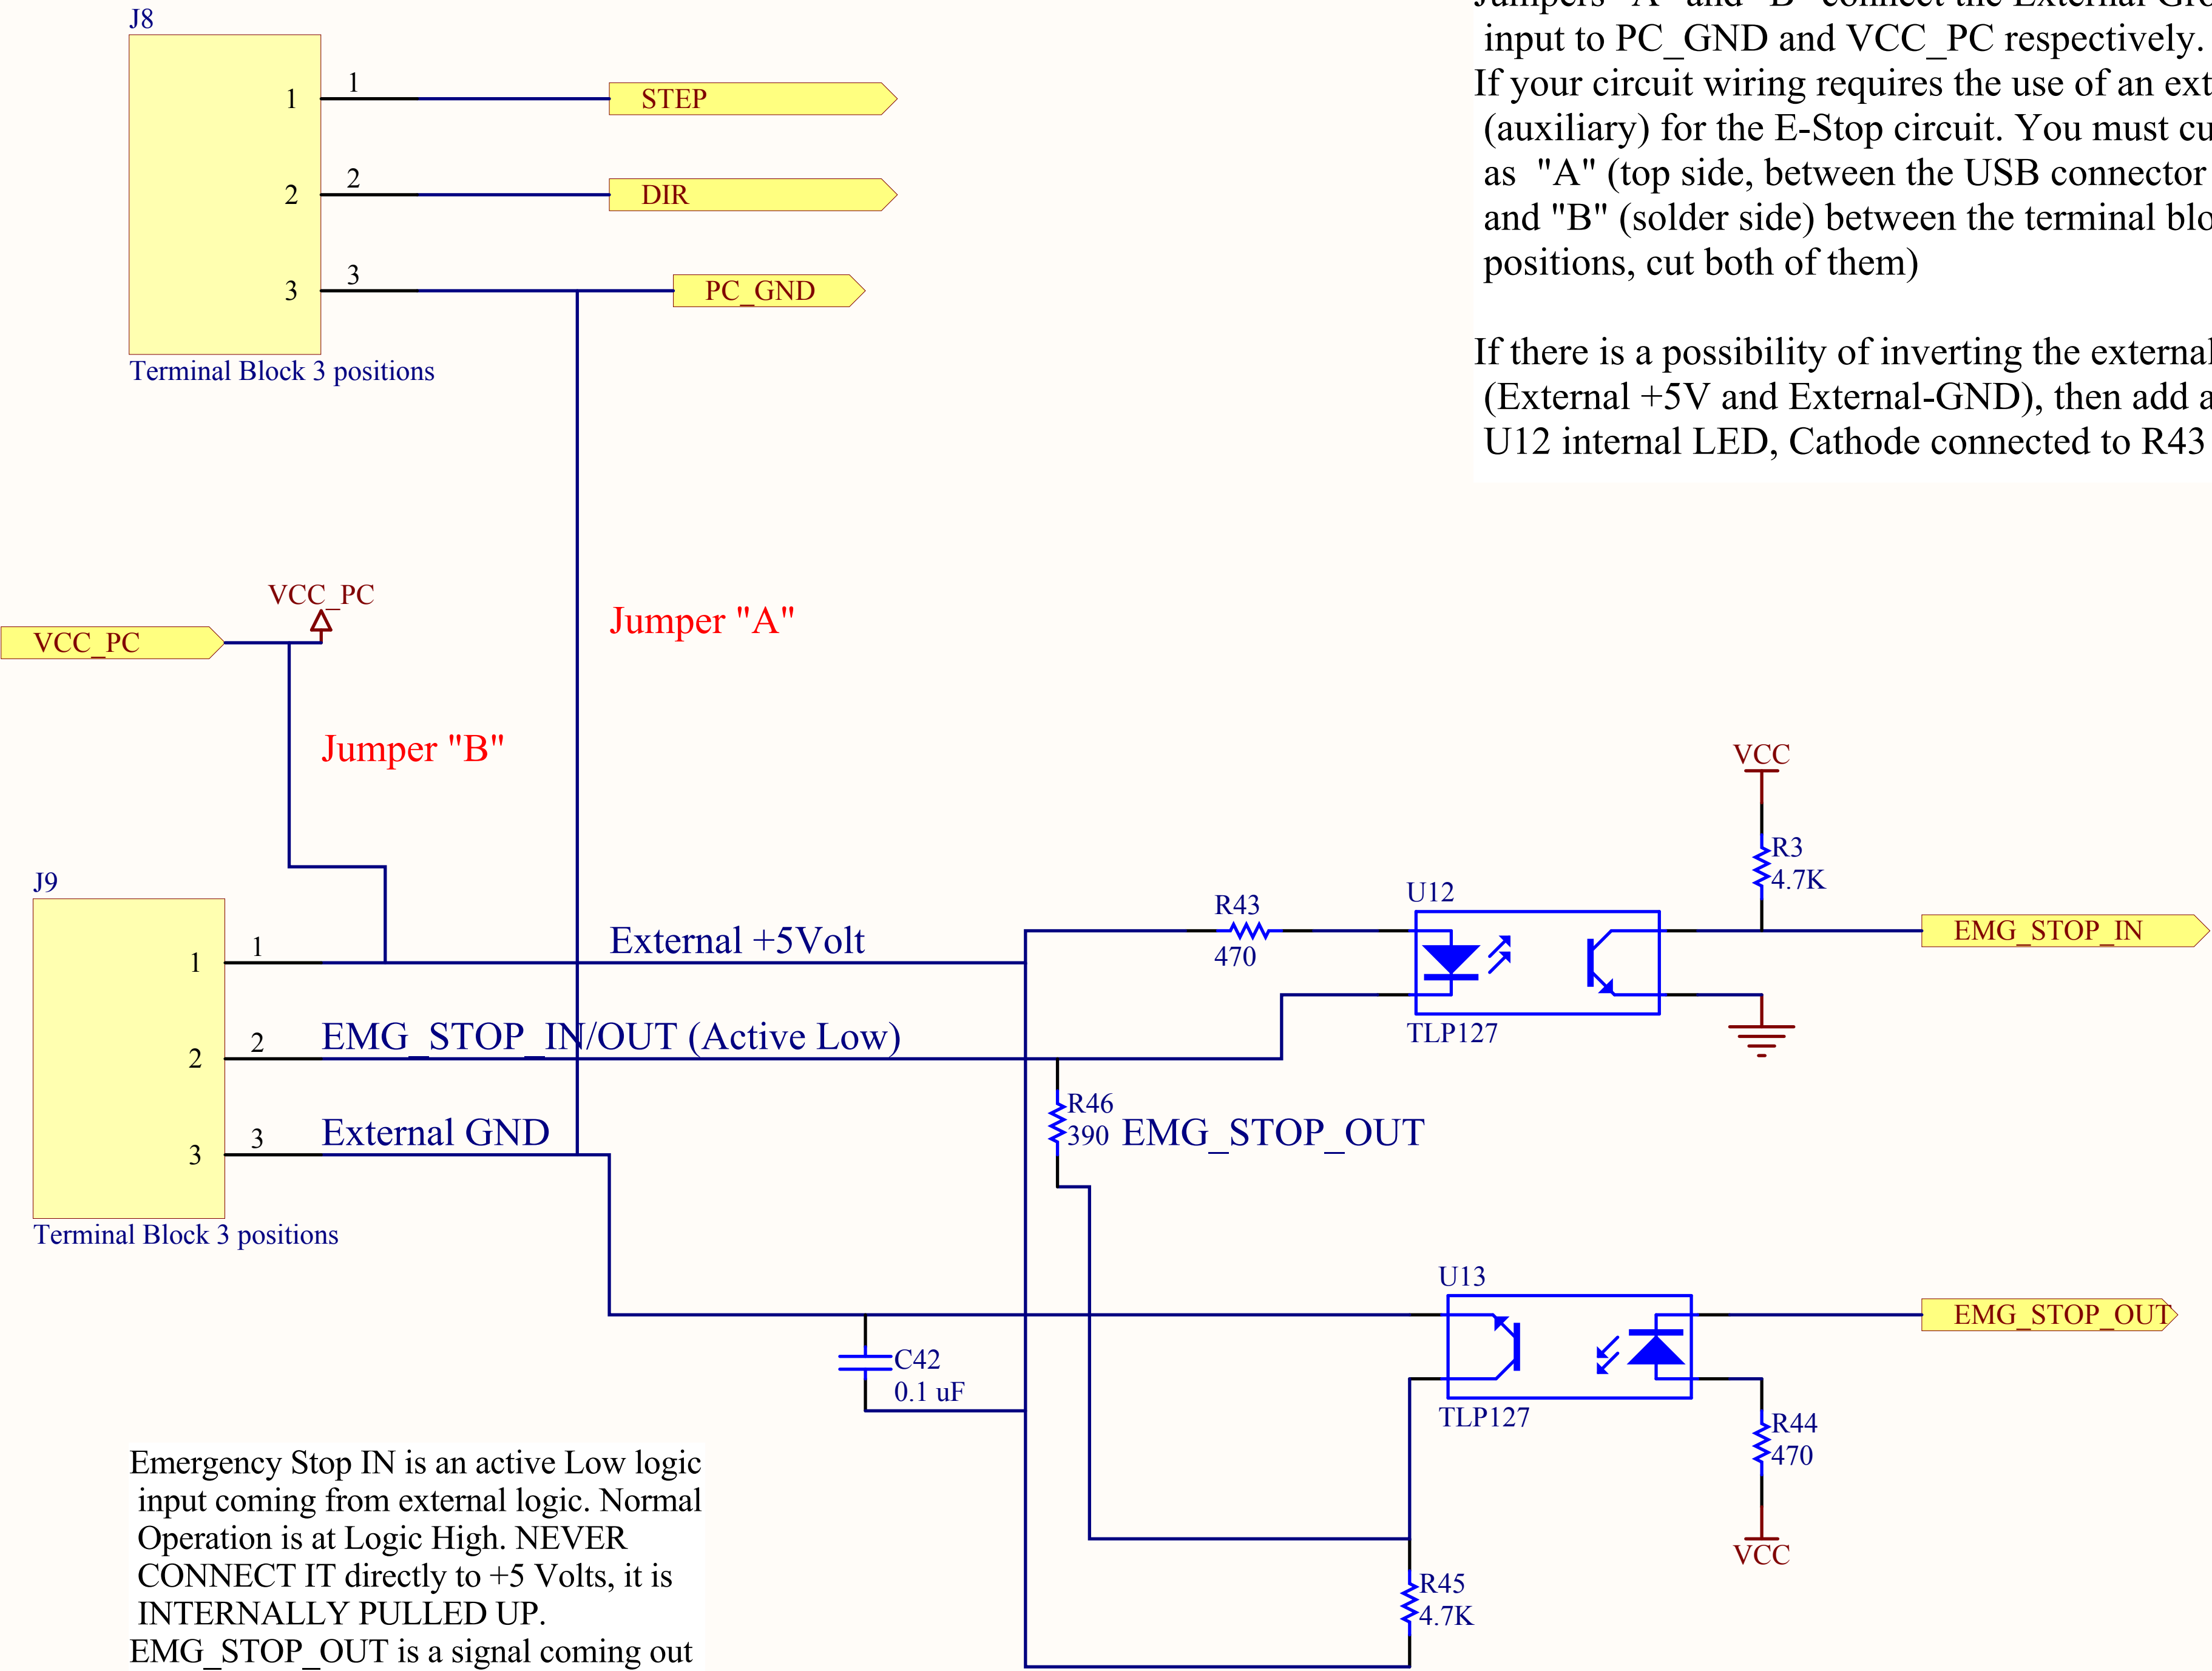 J8
1
1
STEP
2
2
DIR
3
3
PC_GND
Terminal Block 3 positions
Jumpers "A" and "B" connect the External
input to PC_GND and VCC_PC respectively.
If your circuit wiring requires the use of an
(auxiliary) for the E-Stop circuit. You must
as "A" (top side, between the USB connector
and "B" (solder side) between the terminal
positions, cut both of them)
If there is a possibility of inverting the
(External +5V and External-GND), then add
U12 internal LED, Cathode connected to R43
VCC_PC
VCC_PC
Jumper "A"
Jumper "B"
J9
1
1
External +5Volt
2
2
EMG_STOP_IN/OUT (Active Low)
3
3
External GND
Terminal Block 3 positions
R43
470
U12
TLP127
VCC
R3
4.7K
EMG_STOP_IN
R46
390
EMG_STOP_OUT
U13
TLP127
EMG_STOP_OUT
C42
0.1 uF
R44
470
VCC
R45
4.7K
Emergency Stop IN is an active Low logic
input coming from external logic. Normal
Operation is at Logic High. NEVER
CONNECT IT directly to +5 Volts, it is
INTERNALLY PULLED UP.
EMG_STOP_OUT is a signal coming out